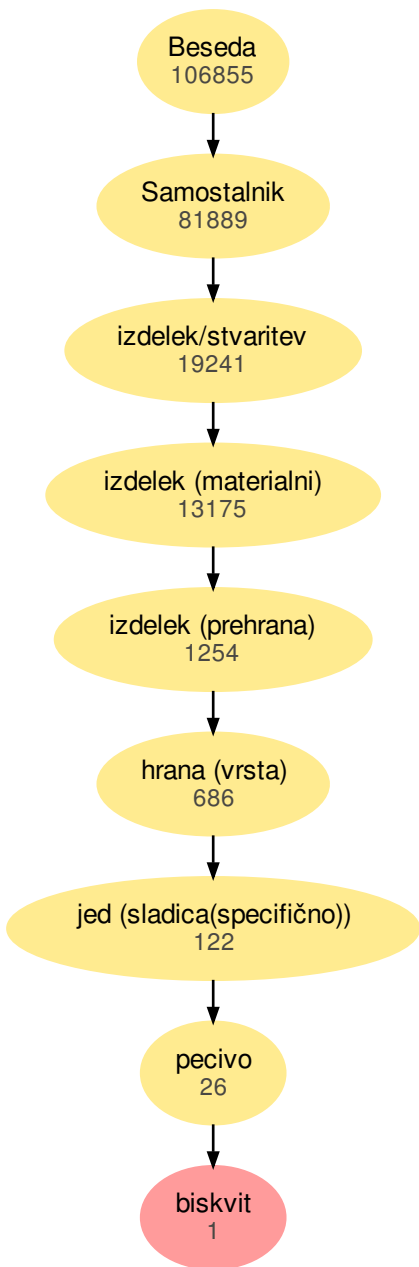 Beseda
106855
Samostalnik
81889
izdelek/stvaritev
19241
izdelek (materialni)
13175
izdelek (prehrana)
1254
hrana (vrsta)
686
jed (sladica(specifično))
122
pecivo
26
biskvit
1